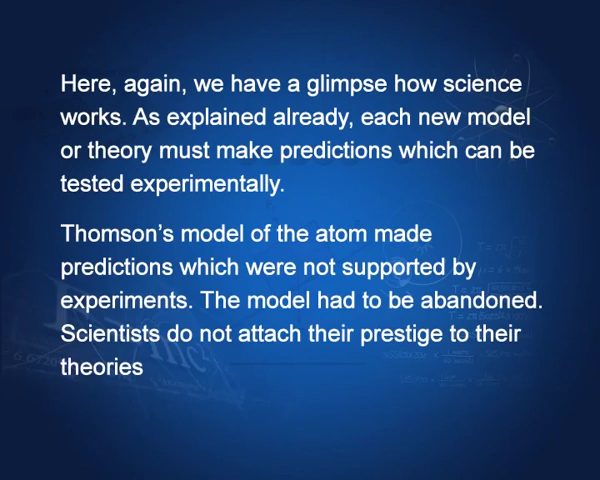 Here, again, we have a glimpse how science
works. As explained already, each new model
or theory must make predictions which can be
tested experimentally.
Thomson’s model of the atom made
predictions which were not supported by
experiments. The model had to be abandoned.
Scientists do not attach their prestige to their
theories